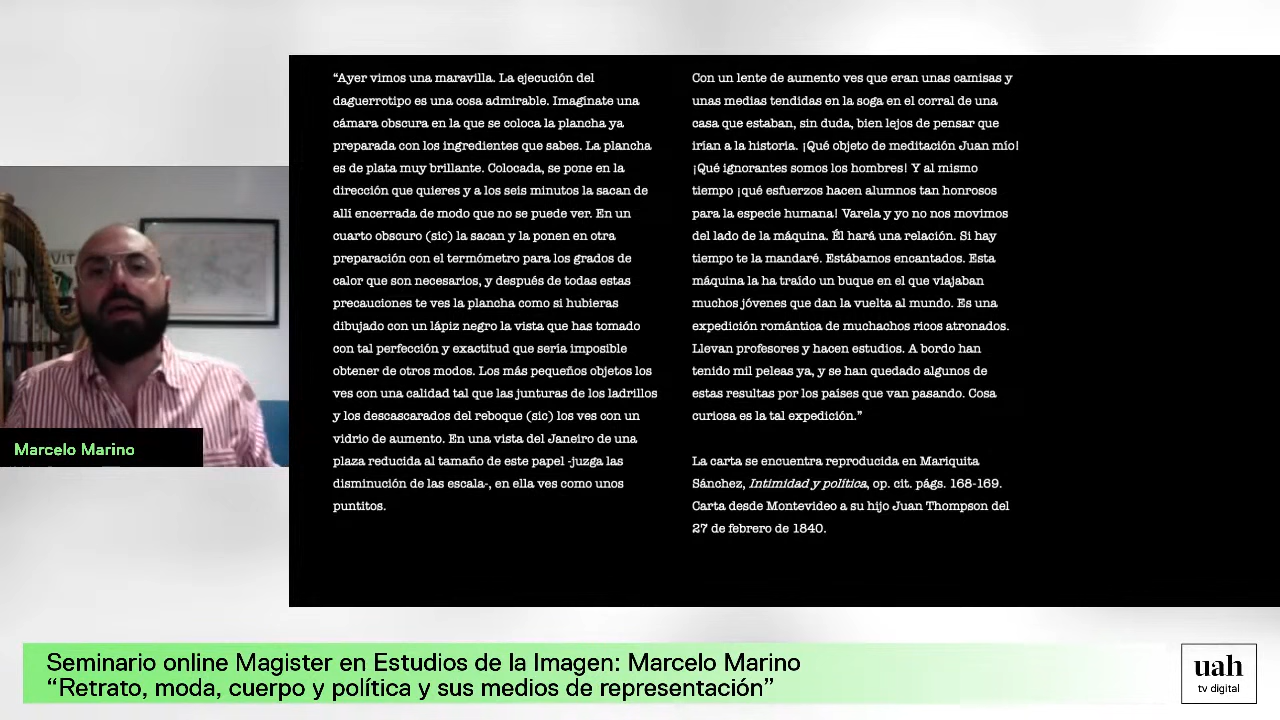 “Ayer vimos una maravilla. La ejecución del
daguerrotipo es una cosa admirable. Imagínate una
cámara obscura en la que se coloca la plancha ya
preparada con los ingredientes que sabes. La plancha
es de plata muy brillante. Colocada, se pone en la
dirección que quieres y a los seis minutos la sacan de
allí encerrada de modo que no se puede ver. En un
cuarto obscuro (sic) la sacan y la ponen en otra
preparación con el termómetro para los grados de
calor que son necesarios, y después de todas estas
precauciones te ves la plancha como si hubieras
dibujado con un lápiz negro la vista que has tomado
con tal perfección y exactitud que sería imposible
obtener de otros modos. Los más pequeños objetos los
ves con una calidad tal que las junturas de los ladrillos
y los descascarados del reboque (sic) los ves con un
vidrio de aumento. En una vista del Janeiro de una
plaza reducida al tamaño de este papel -juzga las
disminución de las escala-, en ella ves como unos
puntitos.
Con un lente de aumento ves que eran unas camisas y
unas medias tendidas en la soga en el corral de una
casa que estaban, sin duda, bien lejos de pensar que
irían a la historia. ¡Qué objeto de meditación Juan mío!
¡Qué ignorantes somos los hombres! Y al mismo
tiempo ¡qué esfuerzos hacen alumnos tan honrosos
para la especie humana! Varela y yo no nos movimos
del lado de la máquina. Él hará una relación. Si hay
tiempo te la mandaré. Estábamos encantados. Esta
máquina la ha traído un buque en el que viajaban
muchos jóvenes que dan la vuelta al mundo. Es una
expedición romántica de muchachos ricos atronados.
Llevan profesores y hacen estudios. A bordo han
tenido mil peleas ya, y se han quedado algunos de
estas resultas por los países que van pasando. Cosa
curiosa es la tal expedición.”
La carta se encuentra reproducida en Mariquita
Sánchez, Intimidad y política, op. cit. págs. 168-169.
Carta desde Montevideo a su hijo Juan Thompson del
27 de febrero de 1840.
Marcelo Marino
Seminario online Magister en Estudios de la Imagen: Marcelo Marino
“Retrato, moda, cuerpo y política y sus medios de representación”
uah
tv digital